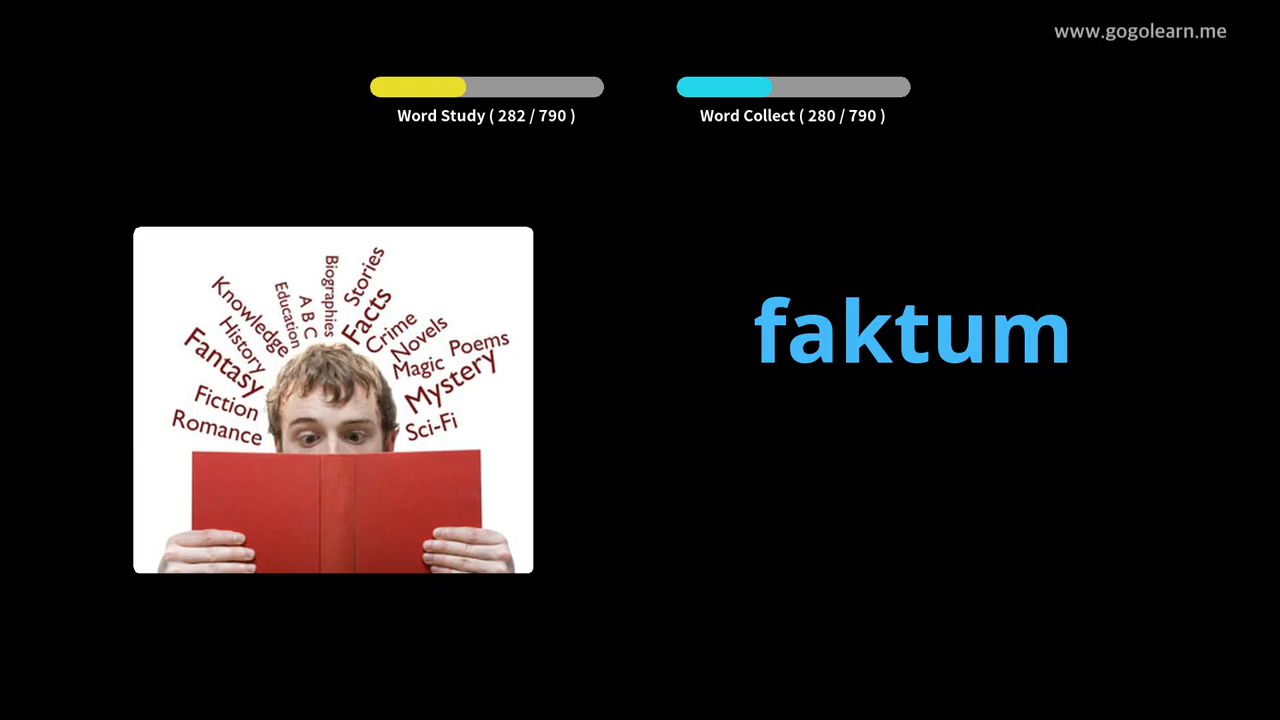 www.gogolearn.me
Word Study ( 282 / 790 )
Word Collect ( 280 / 790 )
Romance
Fiction
Fantasy
History
Knowledge
Education
A B C
Biographies
Stories
Facts
Crime
Novels
Magic
Poems
Mystery
Sci-Fi
faktum